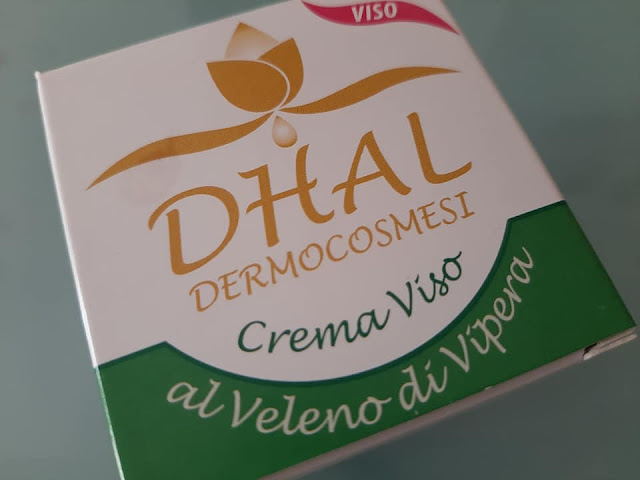 VISO
DHAL
DERMOCOSMESI
Crema Viso
al Veleno di Vipera